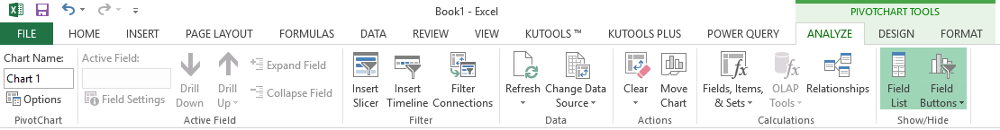 Book1 - Excel
PIVOTCHART TOOLS
FILE HOME INSERT PAGE LAYOUT FORMULAS DATA REVIEW VIEW KUTOOLS ™ KUTOOLS PLUS POWER QUERY ANALYZE DESIGN FORMAT
Chart Name:
Chart 1
Options
PivotChart
Active Field:
Field Settings
Drill
Down
Drill
Up
Expand Field
Collapse Field
Active Field
Insert
Slicer
Insert
Timeline
Filter
Connections
Filter
Refresh
Change Data
Source
Data
Clear
Move
Chart
Actions
Fields, Items,
& Sets
OLAP
Tools
Relationships
Calculations
Field
List
Field
Buttons
Show/Hide